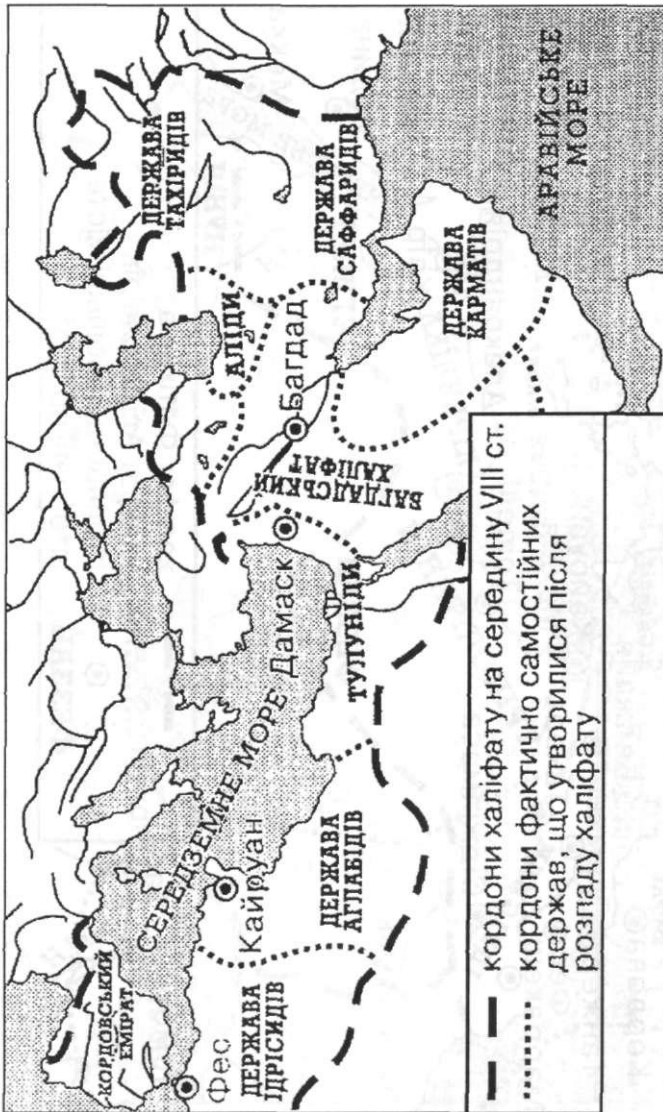 КОРДОВСЬКИЙ
ЕМІРАТ
Фес
ДЕРЖАВА
ІДРІСИДІВ
СЕРЕДЗЕМНЕ МОРЕ
Кайруан
ДЕРЖАВА
АГЛАБІДІВ
ТУЛУНІДИ
Дамаск
БАГДАДСЬКИЙ
ХАЛІФАТ
Багдад
АЛІДИ
ДЕРЖАВА
ТАХІРИДІВ
ДЕРЖАВА
САФФАРИДІВ
ДЕРЖАВА
КАРМАТІВ
АРАВІЙСЬКЕ
МОРЕ
кордони халіфату на середину VIII ст.
кордони фактично самостійних
держав, що утворилися після
розпаду халіфату